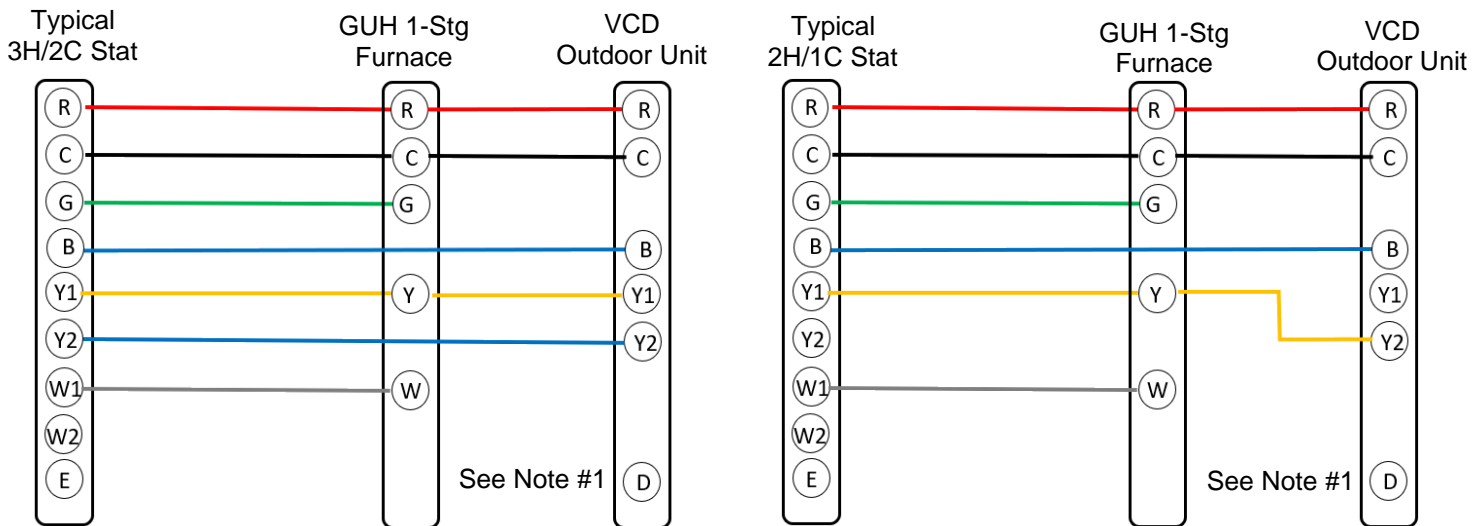 Typical
3H/2C Stat
GUH 1-Stg
Furnace
VCD
Outdoor Unit
R
R
R
C
C
C
G
G
B
B
Y1
Y
Y1
Y2
Y2
W1
W
W2
E
See Note #1
D
Typical
2H/1C Stat
GUH 1-Stg
Furnace
VCD
Outdoor Unit
R
R
R
C
C
C
G
G
B
B
Y1
Y
Y1
Y2
Y2
W1
W
W2
E
See Note #1
D